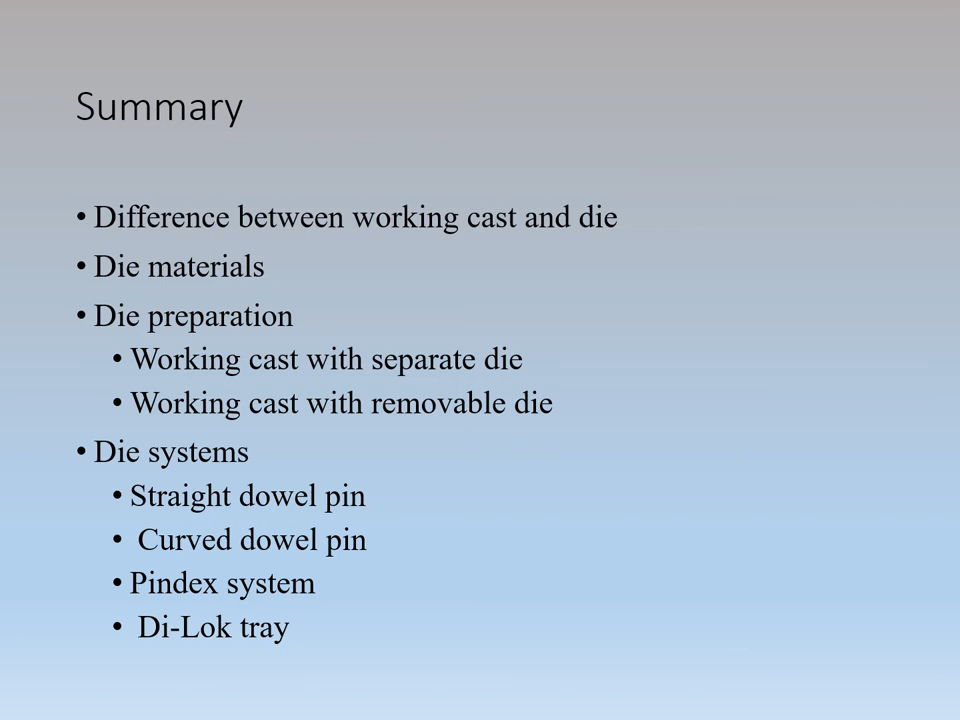 Summary
• Difference between working cast and die
• Die materials
• Die preparation
• Working cast with separate die
• Working cast with removable die
• Die systems
• Straight dowel pin
• Curved dowel pin
• Pindex system
• Di-Lok tray